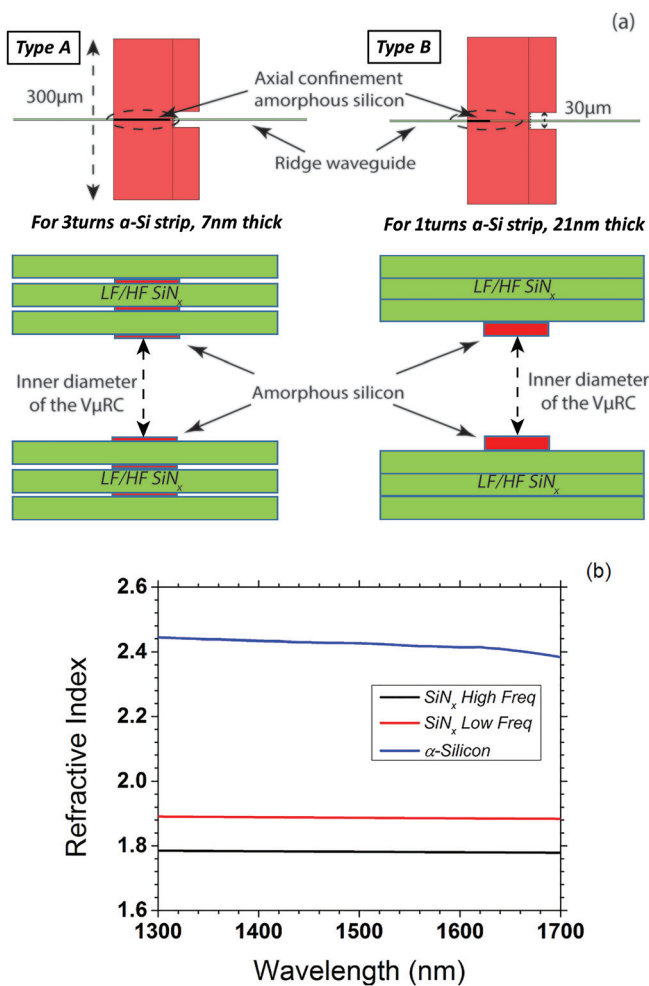 (a)
Type A
Type B
300μm
Axial confinement
amorphous silicon
30μm
Ridge waveguide
For 3turns α-Si strip, 7nm thick
For 1turns α-Si strip, 21nm thick
LF/HF SiNx
LF/HF SiNx
Inner diameter
of the VμRC
Amorphous silicon
Inner diameter
of the VμRC
LF/HF SiNx
LF/HF SiNx
(b)
2.6
2.4
2.2
2.0
1.8
1.6
Refractive Index
SiNx High Freq
SiNx Low Freq
α-Silicon
1300
1400
1500
1600
1700
Wavelength (nm)